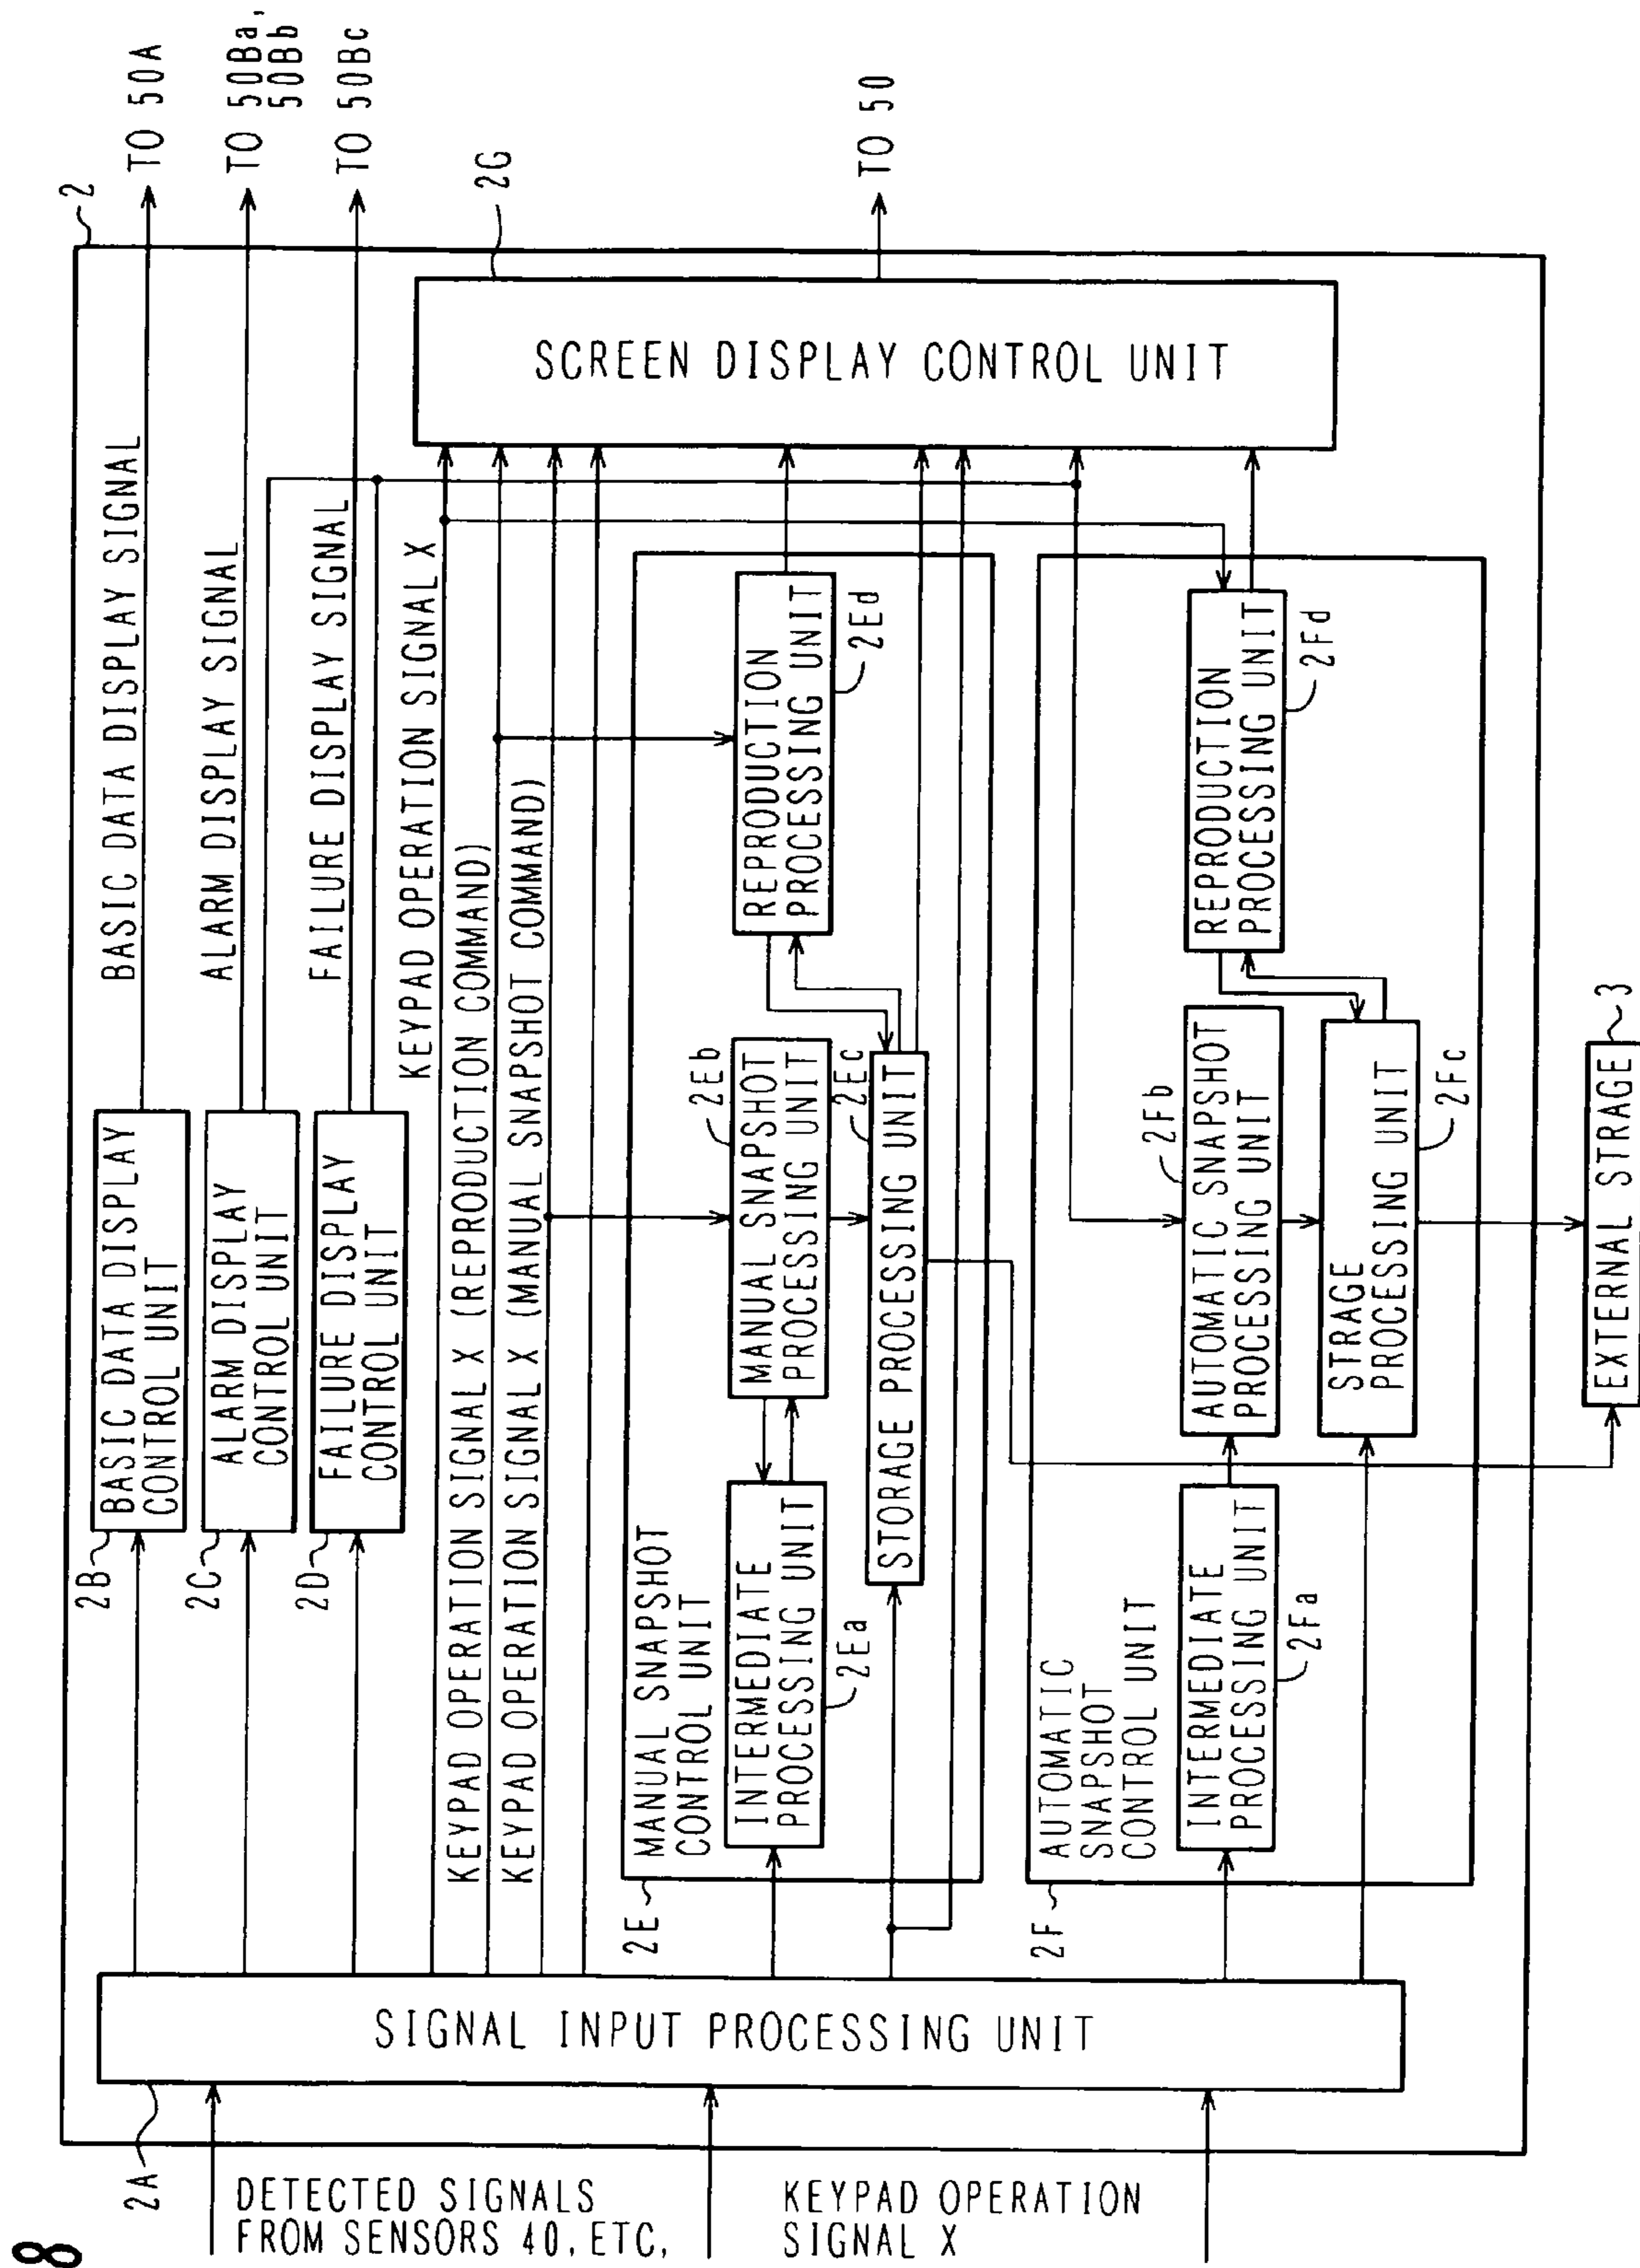 8
2
2A
DETECTED SIGNALS
FROM SENSORS 40, ETC,
KEYPAD OPERATION
SIGNAL X
SIGNAL INPUT PROCESSING UNIT
2B
BASIC DATA DISPLAY
CONTROL UNIT
BASIC DATA DISPLAY SIGNAL
TO 50A
2C
ALARM DISPLAY
CONTROL UNIT
ALARM DISPLAY SIGNAL
TO 50Ba,
50Bb
2D
FAILURE DISPLAY
CONTROL UNIT
FAILURE DISPLAY SIGNAL
TO 50Bc
KEYPAD OPERATION SIGNAL X
KEYPAD OPERATION SIGNAL X (REPRODUCTION COMMAND)
KEYPAD OPERATION SIGNAL X (MANUAL SNAPSHOT COMMAND)
2E
MANUAL SNAPSHOT
CONTROL UNIT
INTERMEDIATE
PROCESSING UNIT
2Ea
MANUAL SNAPSHOT
PROCESSING UNIT
2Eb
STORAGE PROCESSING UNIT
2Ec
REPRODUCTION
PROCESSING UNIT
2Ed
2F
AUTOMATIC
SNAPSHOT
CONTROL UNIT
INTERMEDIATE
PROCESSING UNIT
2Fa
AUTOMATIC SNAPSHOT
PROCESSING UNIT
2Fb
STRAGE
PROCESSING UNIT
2Fc
REPRODUCTION
PROCESSING UNIT
2Fd
SCREEN DISPLAY CONTROL UNIT
2G
TO 50
EXTERNAL STRAGE
3